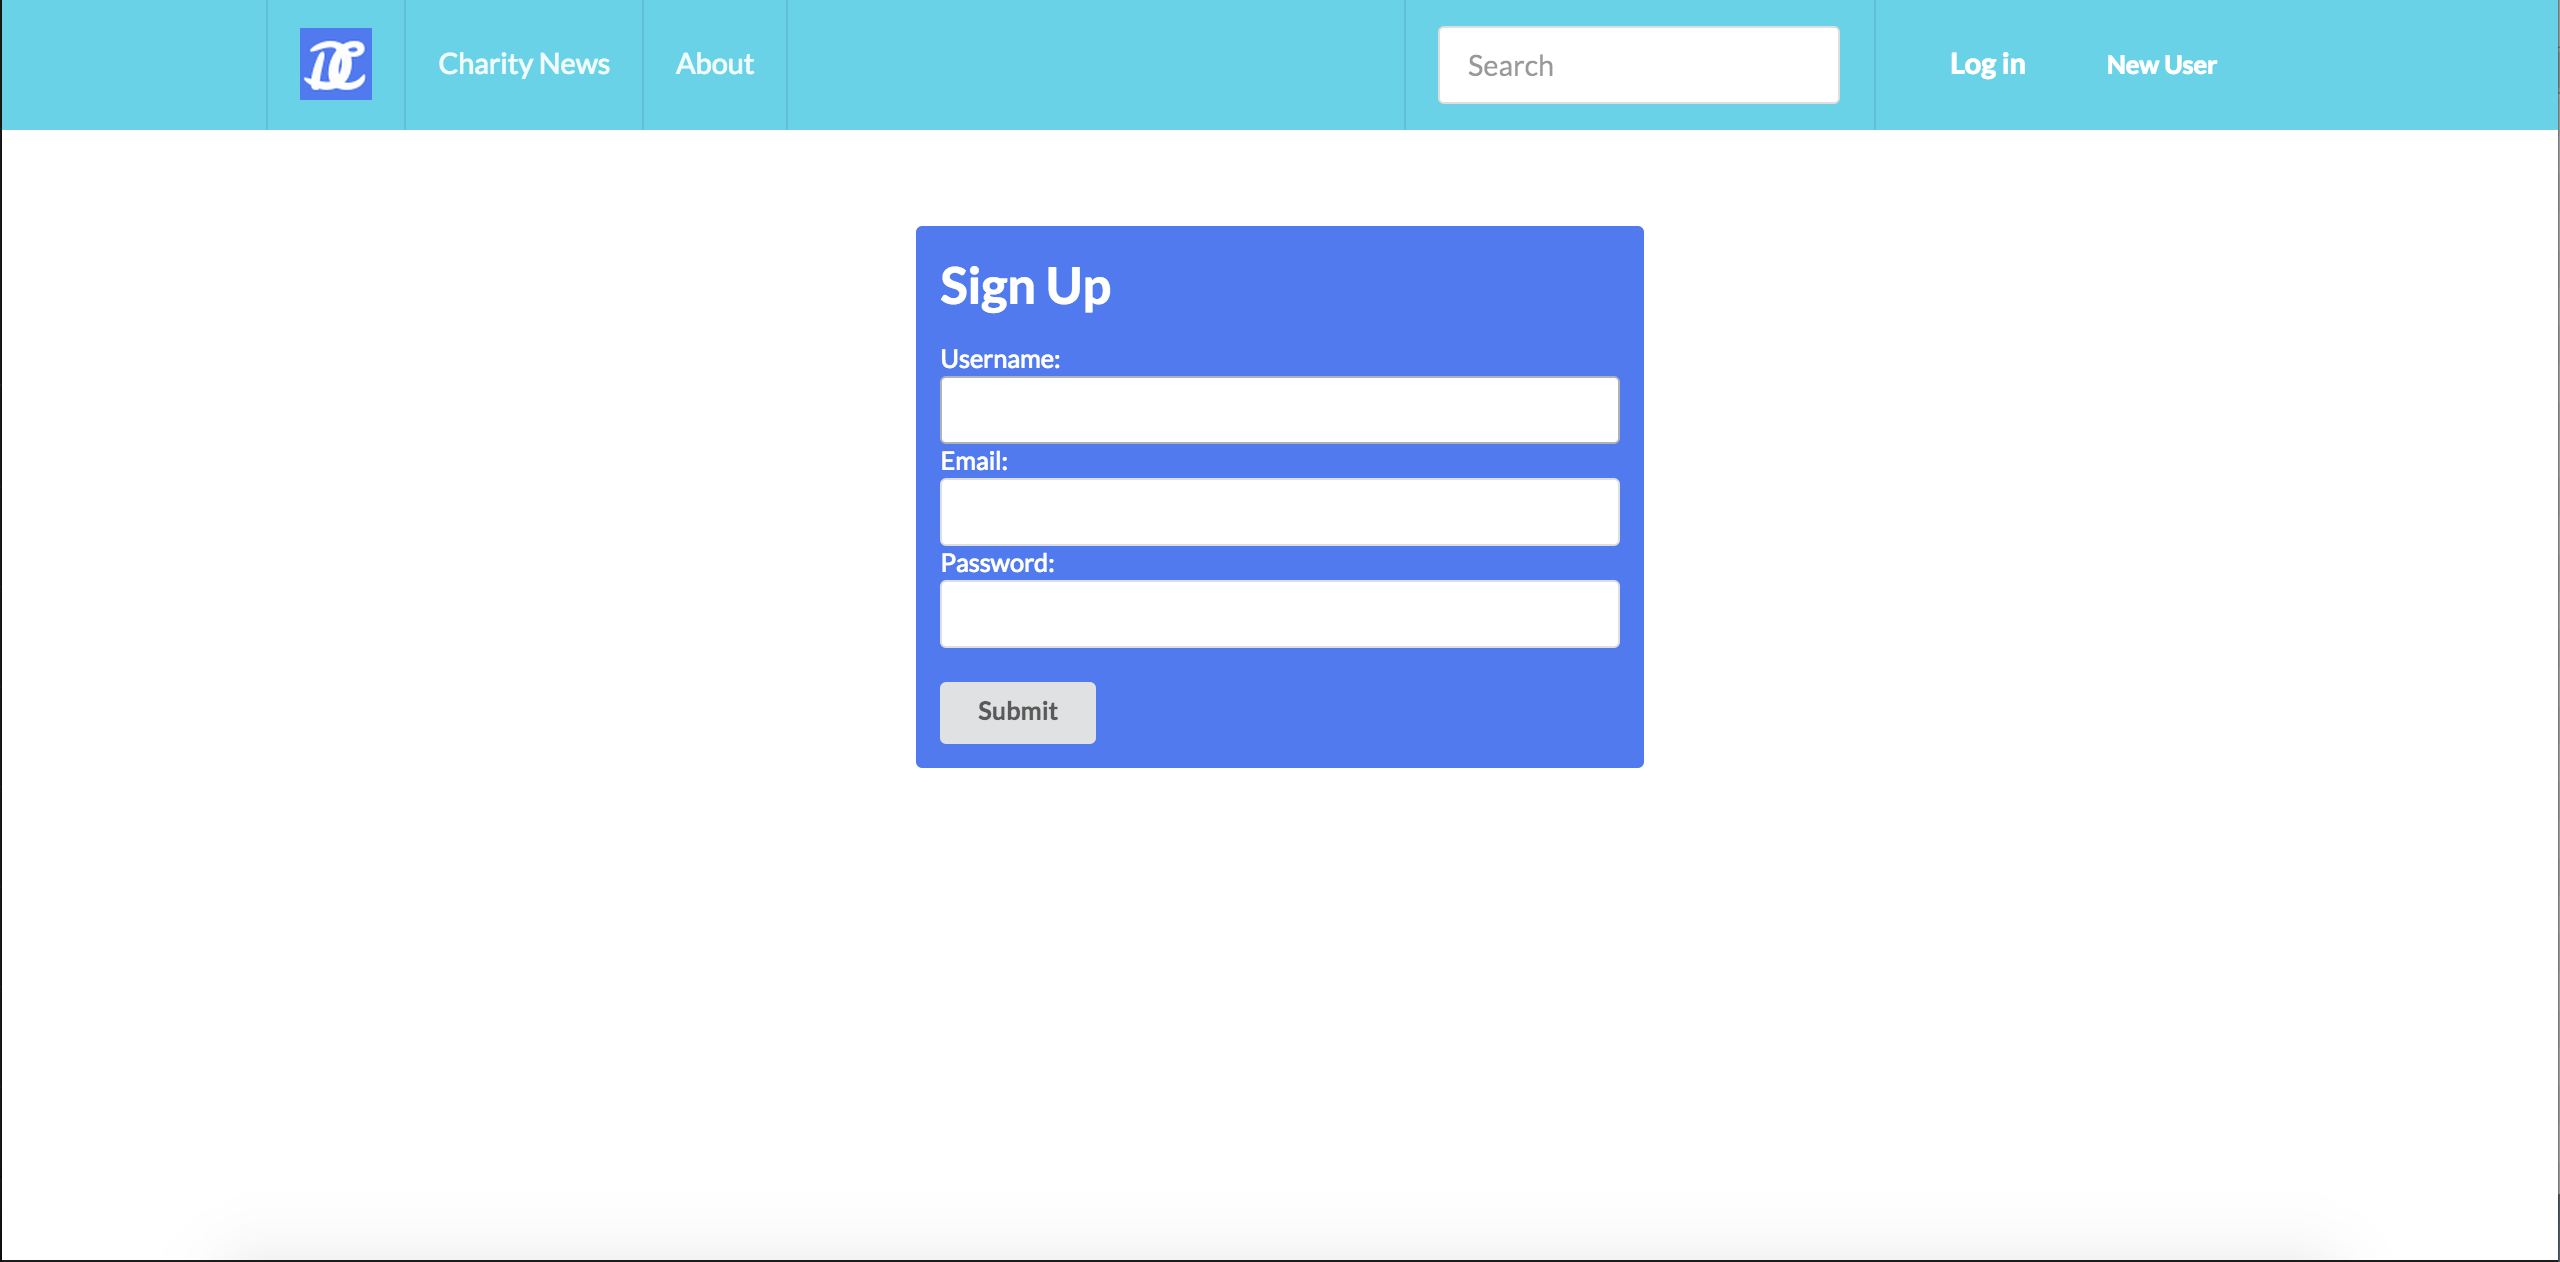 DC
Charity News
About
Search
Log in
New User
Sign Up
Username:
Email:
Password:
Submit